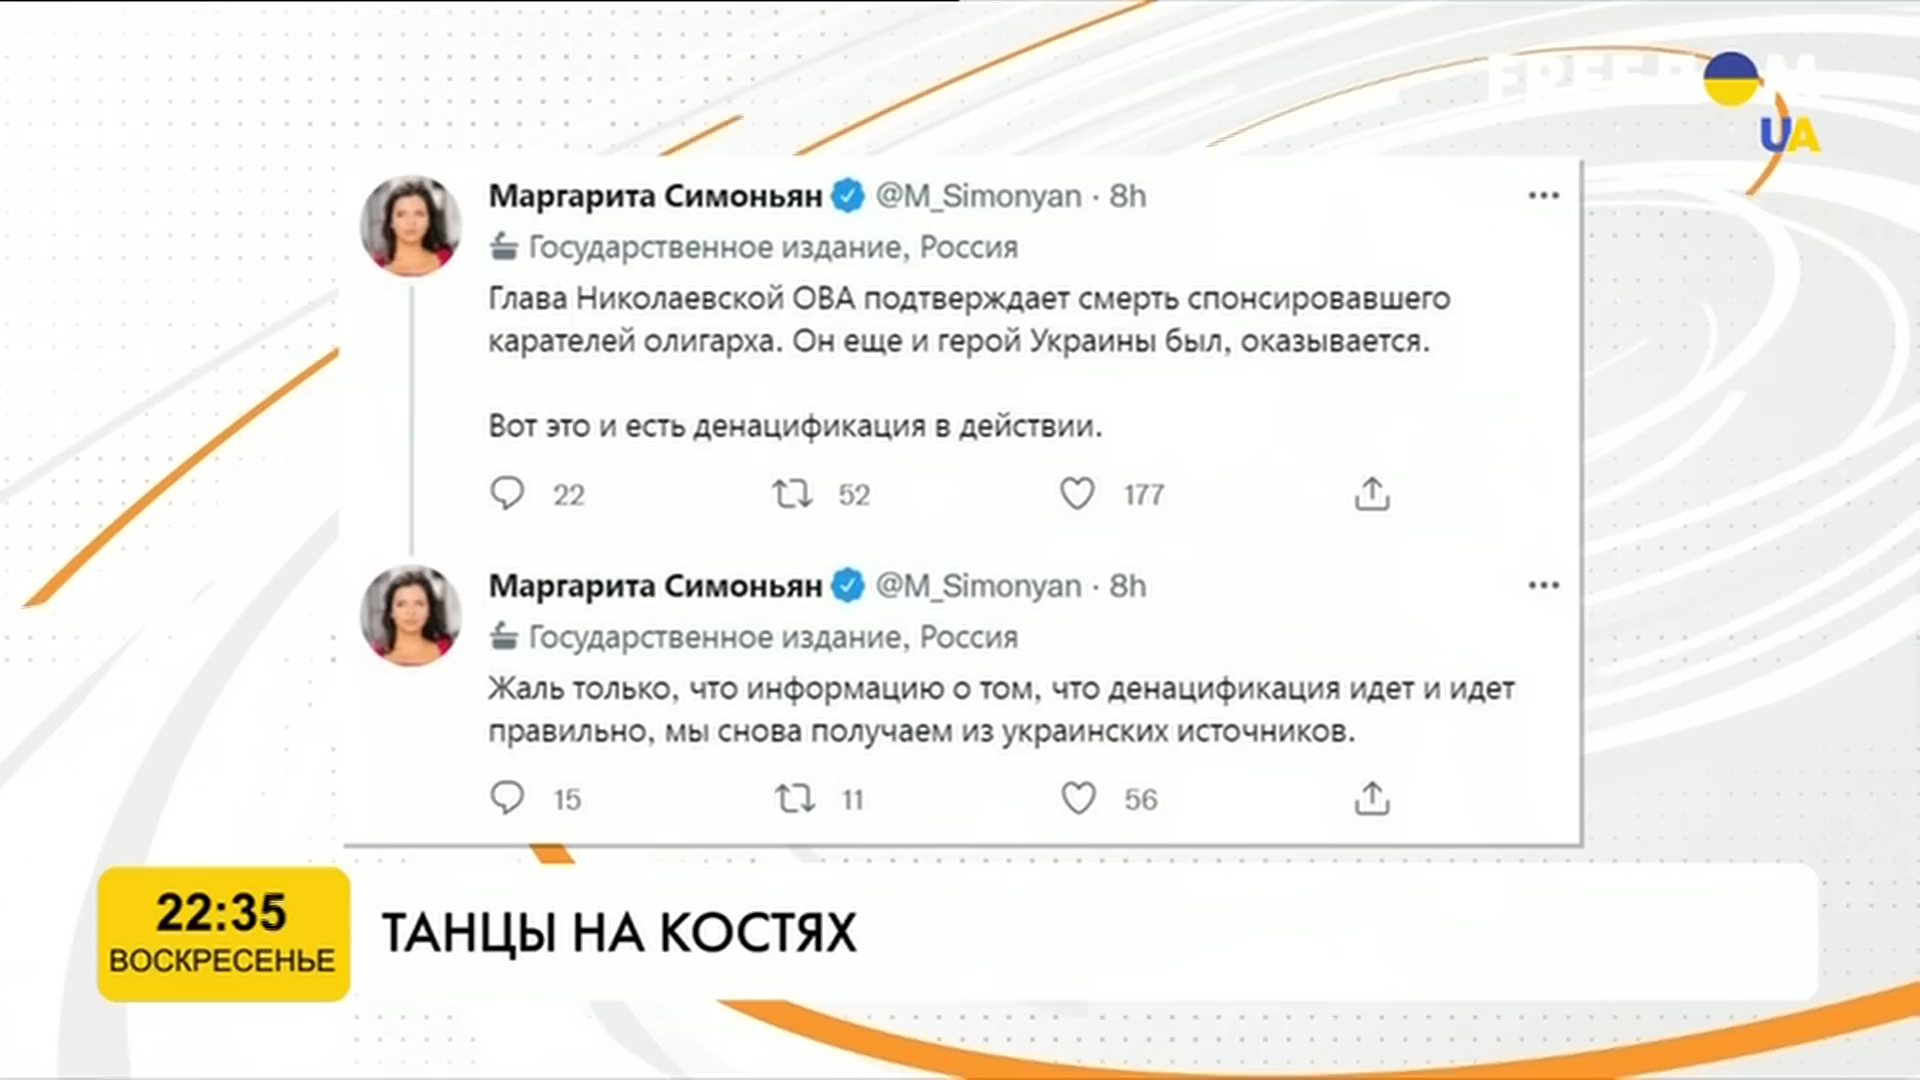 FREEDOM
UA
Маргарита Симоньян @M_Simonyan · 8h
Государственное издание, Россия
Глава Николаевской ОВА подтверждает смерть спонсировавшего
карателей олигарха. Он еще и герой Украины был, оказывается.
Вот это и есть денацификация в действии.
22 52 177
Маргарита Симоньян @M_Simonyan · 8h
Государственное издание, Россия
Жаль только, что информацию о том, что денацификация идет и идет
правильно, мы снова получаем из украинских источников.
15 11 56
22:35
ВОСКРЕСЕНЬЕ
ТАНЦЫ НА КОСТЯХ